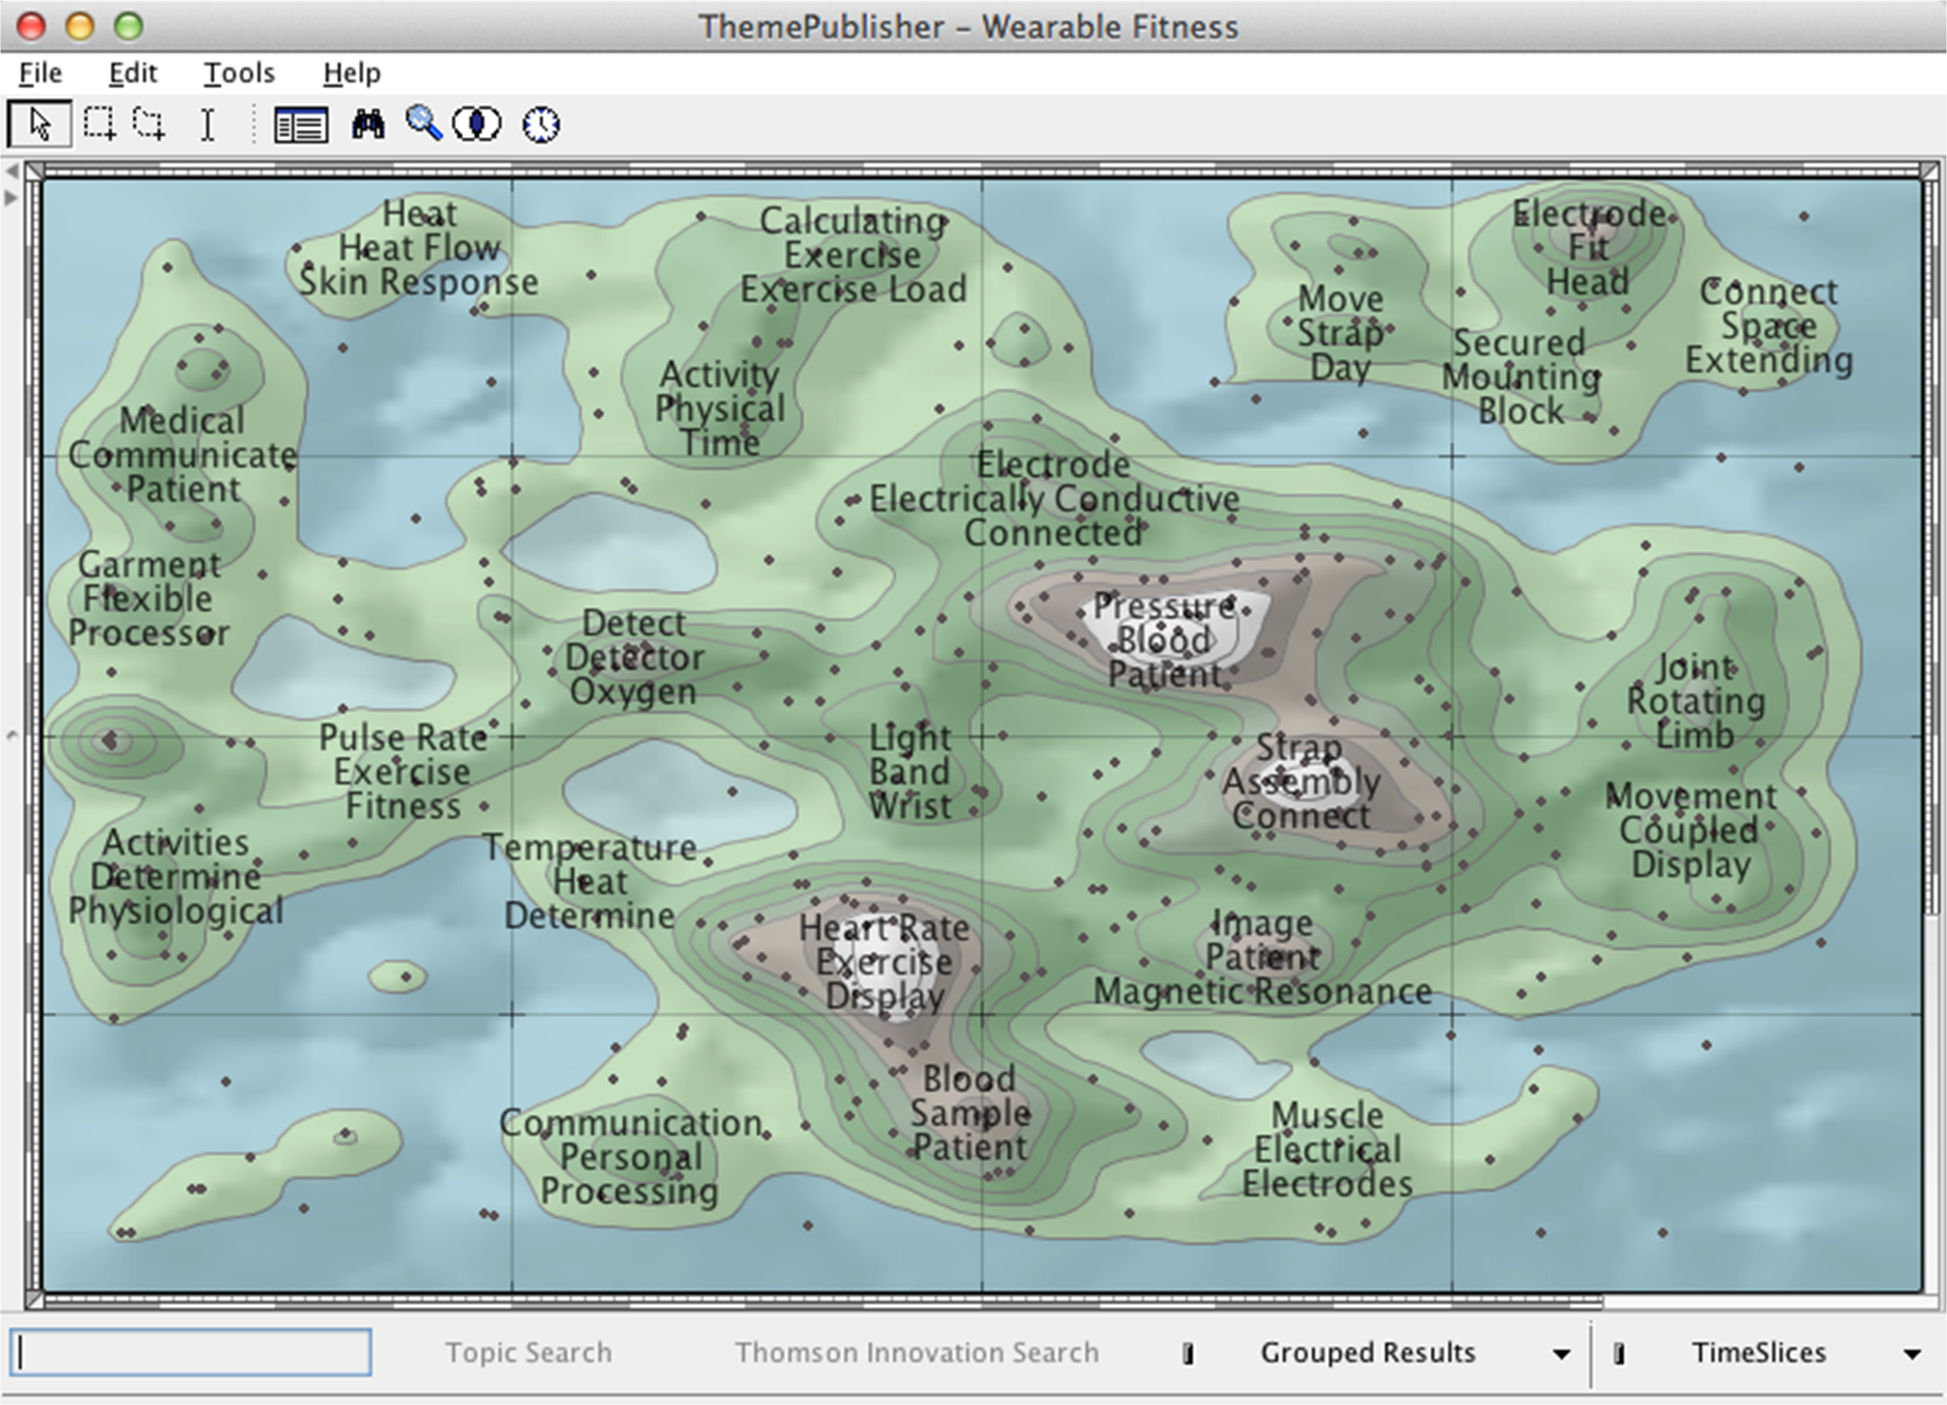 ThemePublisher – Wearable Fitness
File Edit Tools Help
Heat
Heat Flow
Skin Response
Calculating
Exercise
Exercise Load
Electrode
Fit
Head
Move
Strap
Day
Connect
Space
Extending
Secured
Mounting
Block
Activity
Physical
Time
Medical
Communicate
Patient
Electrode
Electrically Conductive
Connected
Garment
Flexible
Processor
Detect
Detector
Oxygen
Pressure
Blood
Patient
Joint
Rotating
Limb
Pulse Rate
Exercise
Fitness
Light
Band
Wrist
Strap
Assembly
Connect
Movement
Coupled
Display
Activities
Determine
Physiological
Temperature
Heat
Determine
Heart Rate
Exercise
Display
Image
Patient
Magnetic Resonance
Blood
Sample
Patient
Communication
Personal
Processing
Muscle
Electrical
Electrodes
Topic Search Thomson Innovation Search Grouped Results TimeSlices